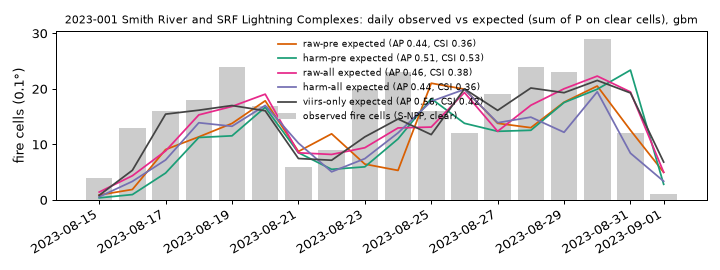 2023-001 Smith River and SRF Lightning Complexes: daily observed vs expected (sum of P on clear cells), gbm
fire cells (0.1°)
30
20
10
0
raw-pre expected (AP 0.44, CSI 0.36)
harm-pre expected (AP 0.51, CSI 0.53)
raw-all expected (AP 0.46, CSI 0.38)
harm-all expected (AP 0.44, CSI 0.36)
viirs-only expected (AP 0.56, CSI 0.43)
observed fire cells (S-NPP, clear)
2023-08-15
2023-08-17
2023-08-19
2023-08-21
2023-08-23
2023-08-25
2023-08-27
2023-08-29
2023-08-31
2023-09-01